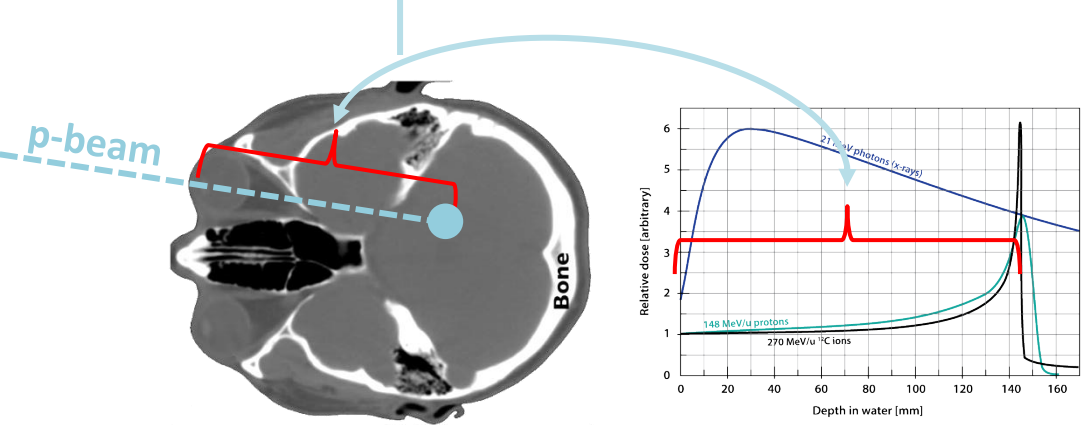 p-beam
Bone
Relative dose [arbitrary]
6
5
4
3
2
1
0
21 MeV photons (x-rays)
148 MeV/u protons
270 MeV/u ¹²C ions
0 20 40 60 80 100 120 140 160
Depth in water [mm]